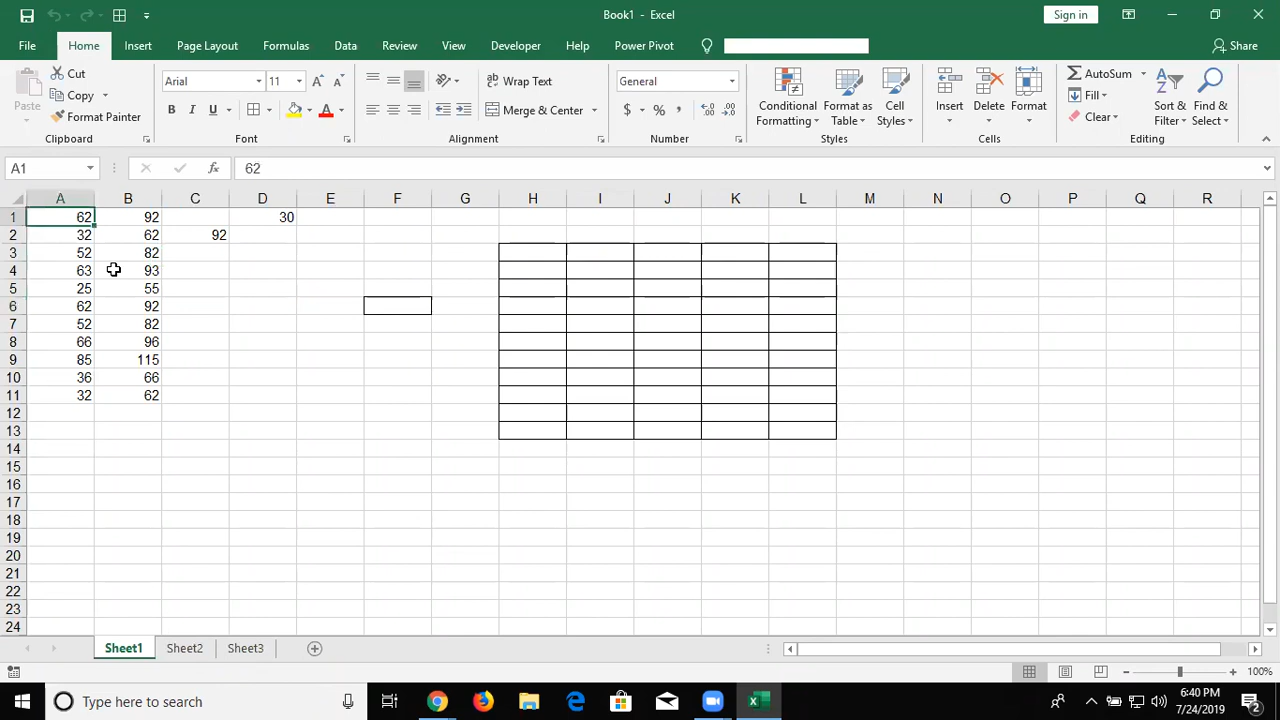 Book1 - Excel
Sign in
File Home Insert Page Layout Formulas Data Review View Developer Help Power Pivot Share
Paste
Cut
Copy
Format Painter
Clipboard
Arial 11
B I U
Font
Wrap Text
Merge & Center
Alignment
General
$ % ,
Number
Conditional Formatting
Format as Table
Cell Styles
Styles
Insert
Delete
Format
Cells
AutoSum
Fill
Clear
Sort & Filter
Find & Select
Editing
A1 fx 62
A B C D E F G H I J K L M N O P Q R
1 62 92 30
2 32 62 92
3 52 82
4 63 93
5 25 55
6 62 92
7 52 82
8 66 96
9 85 115
10 36 66
11 32 62
12
13
14
15
16
17
18
19
20
21
22
23
24
Sheet1 Sheet2 Sheet3
100%
Type here to search
6:40 PM
7/24/2019
2